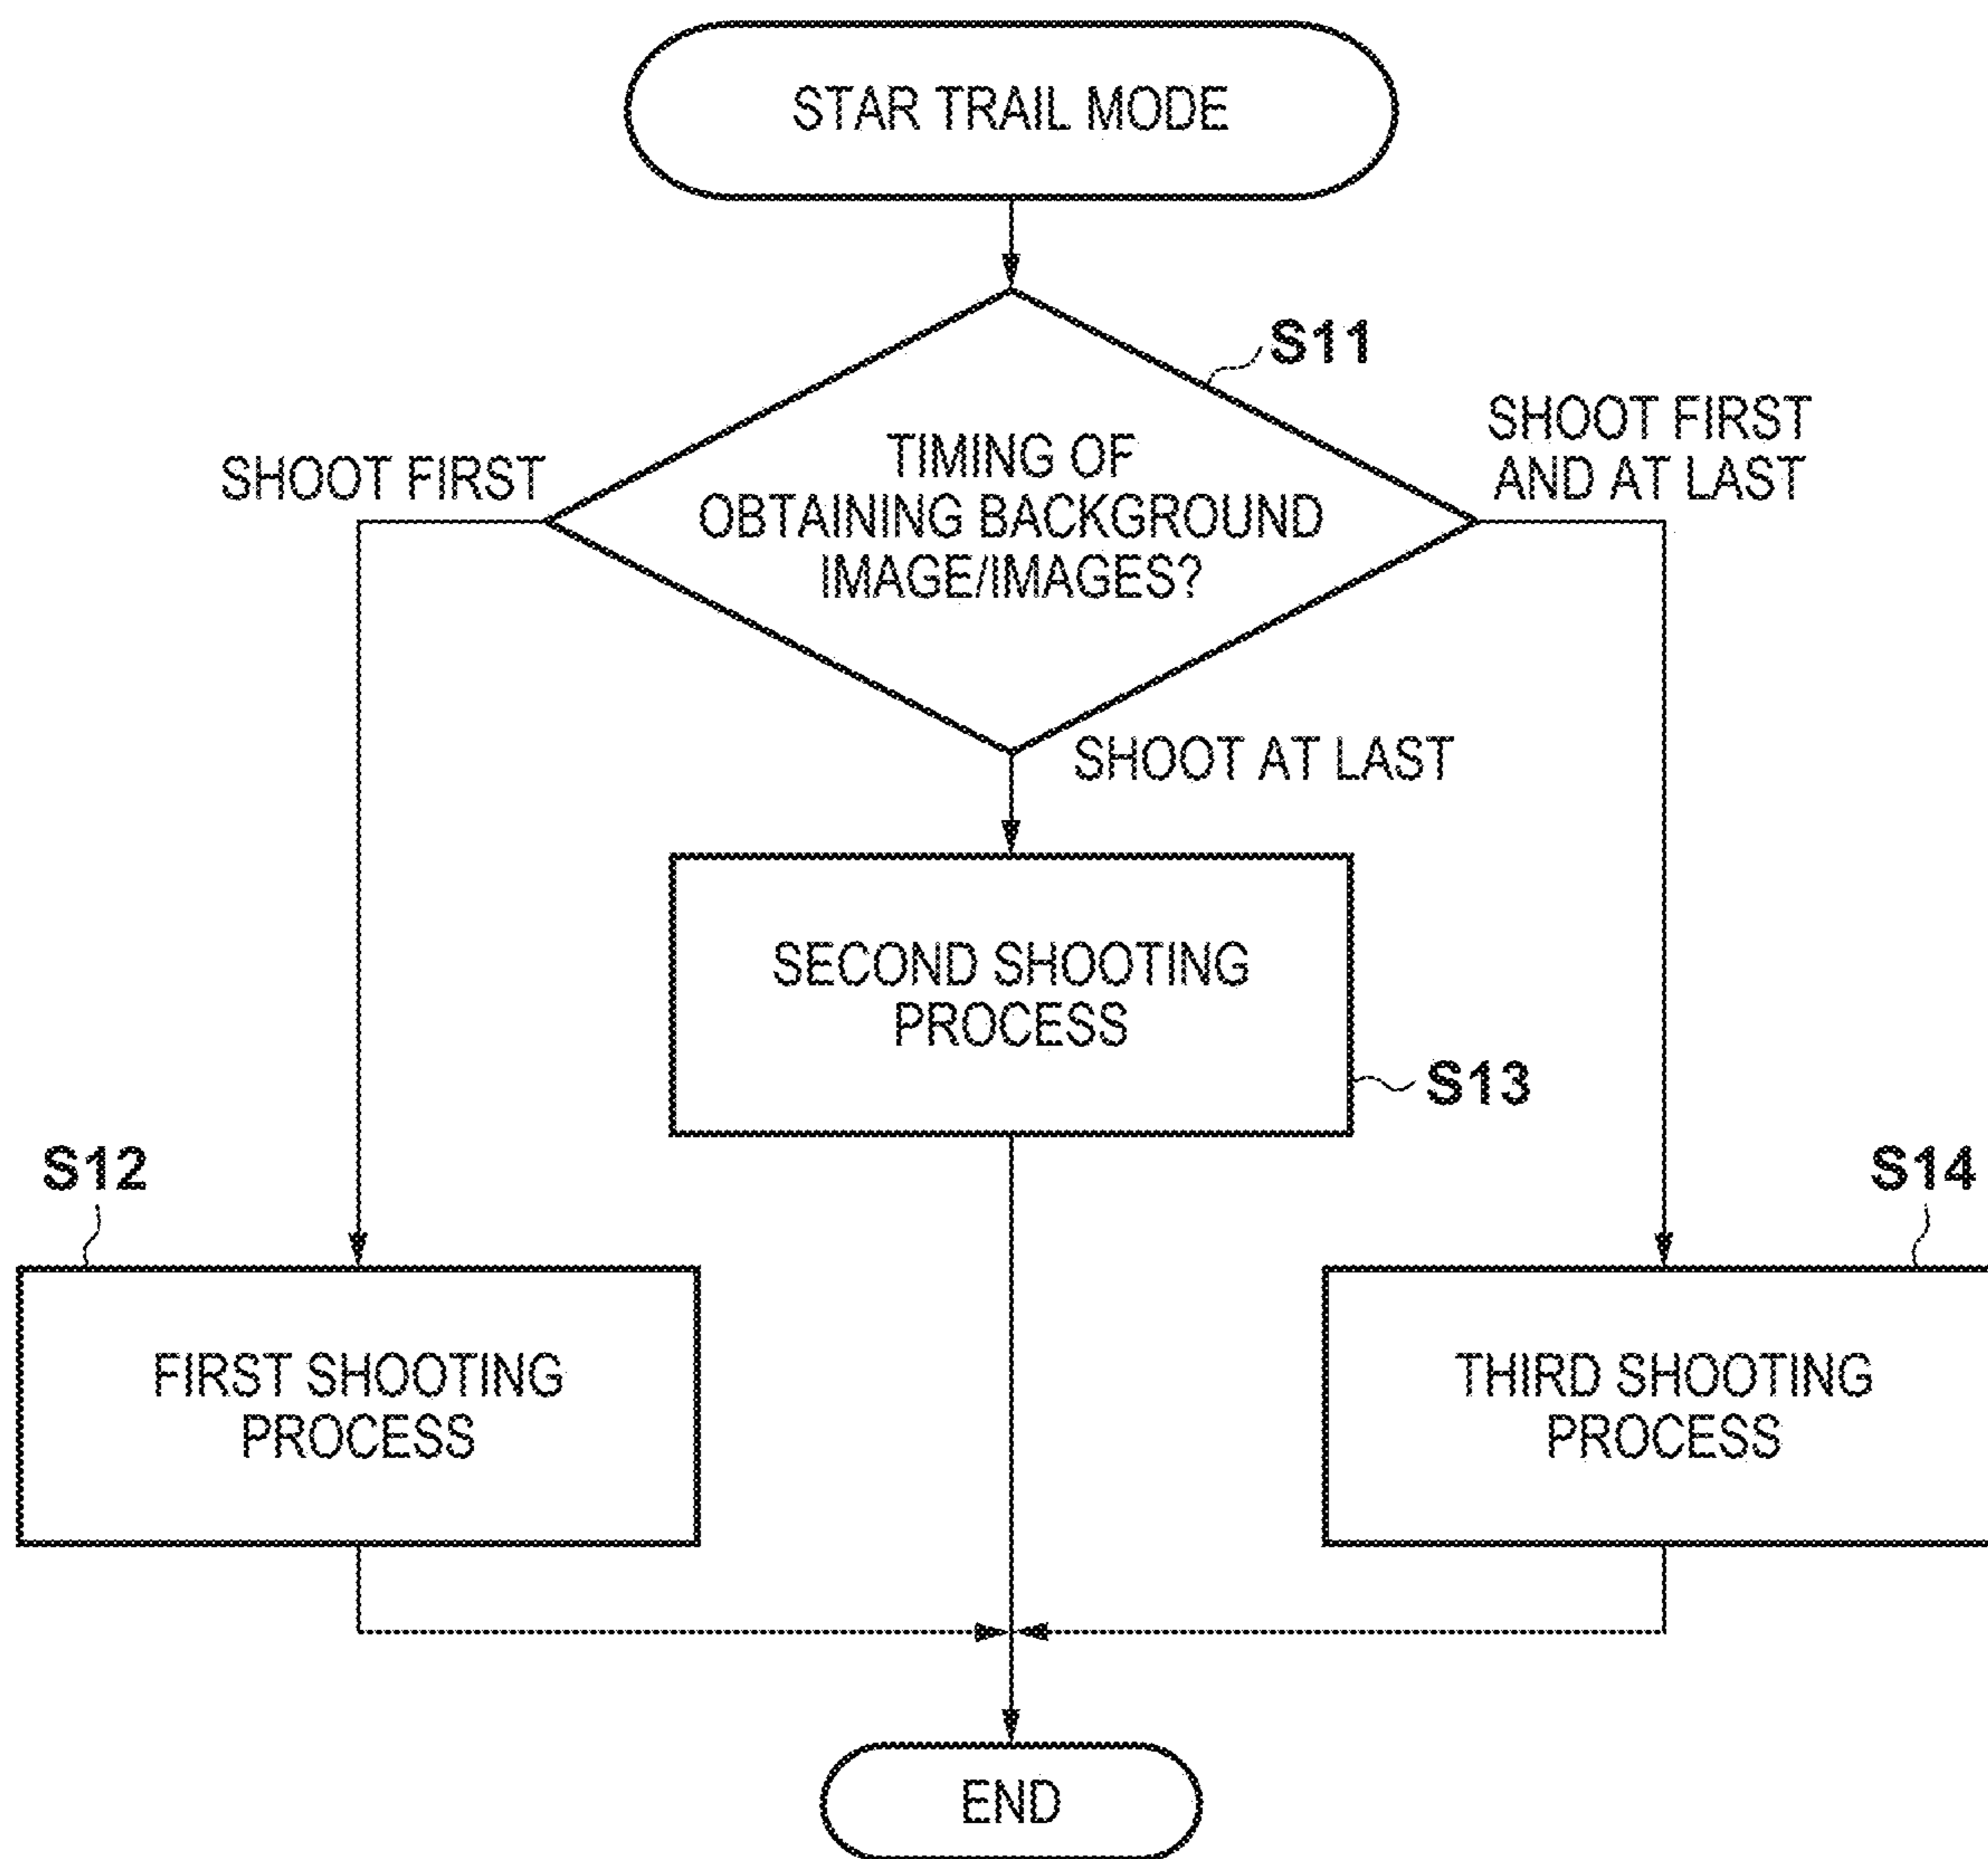 STAR TRAIL MODE
S11
SHOOT FIRST
AND AT LAST
SHOOT FIRST
TIMING OF
OBTAINING BACKGROUND
IMAGE/IMAGES?
SHOOT AT LAST
SECOND SHOOTING
PROCESS
S13
S12
S14
FIRST SHOOTING
PROCESS
THIRD SHOOTING
PROCESS
END